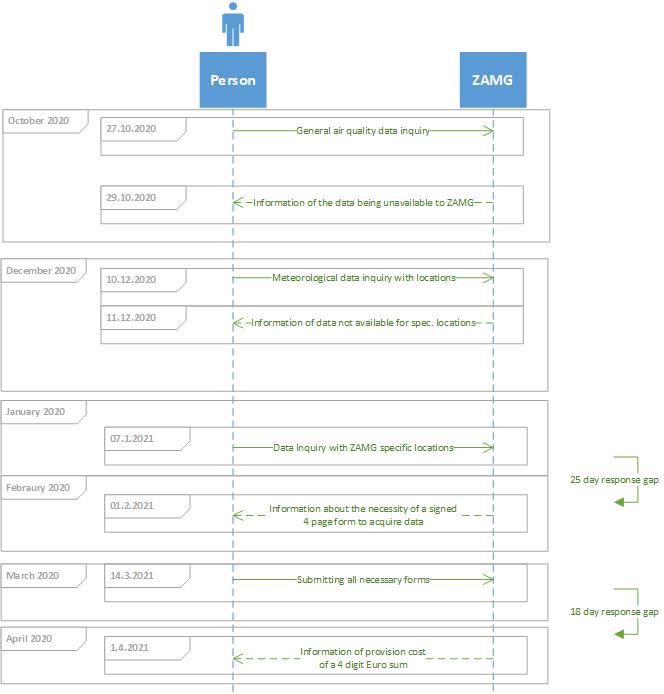 Person
ZAMG
October 2020
27.10.2020
General air quality data inquiry
29.10.2020
Information of the data being unavailable to ZAMG
December 2020
10.12.2020
Meteorological data inquiry with locations
11.12.2020
Information of data not available for spec. locations
January 2020
07.1.2021
Data Inquiry with ZAMG specific locations
25 day response gap
Febraury 2020
01.2.2021
Information about the necessity of a signed
4 page form to acquire data
March 2020
14.3.2021
Submitting all necessary forms
18 day response gap
April 2020
1.4.2021
Information of provision cost
of a 4 digit Euro sum